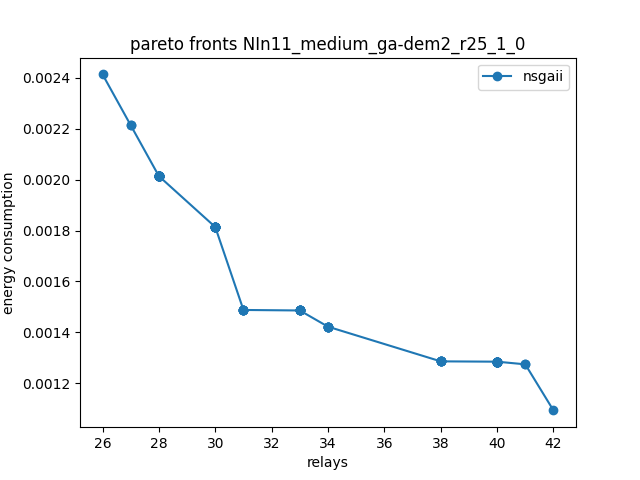 pareto fronts NIn11_medium_ga-dem2_r25_1_0
nsgaii
energy consumption
0.0024
0.0022
0.0020
0.0018
0.0016
0.0014
0.0012
26 28 30 32 34 36 38 40 42
relays